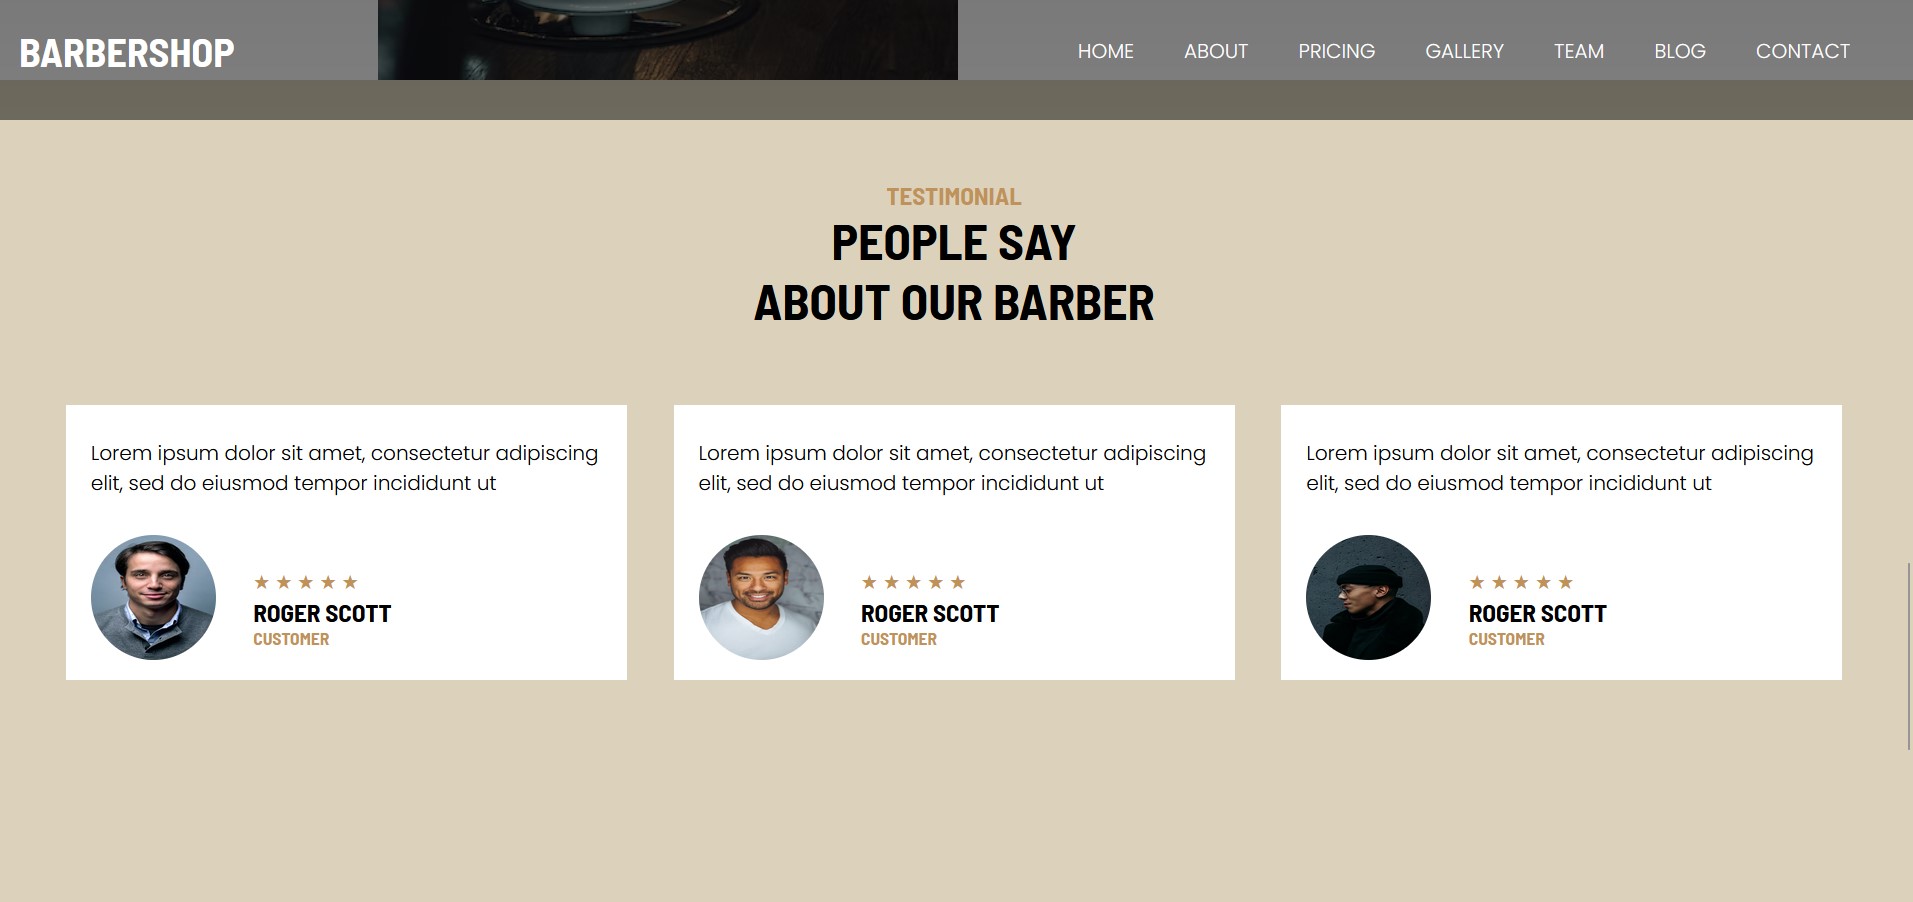 BARBERSHOP
HOME ABOUT PRICING GALLERY TEAM BLOG CONTACT
TESTIMONIAL
PEOPLE SAY
ABOUT OUR BARBER
Lorem ipsum dolor sit amet, consectetur adipiscing
elit, sed do eiusmod tempor incididunt ut
★ ★ ★ ★ ★
ROGER SCOTT
CUSTOMER
Lorem ipsum dolor sit amet, consectetur adipiscing
elit, sed do eiusmod tempor incididunt ut
★ ★ ★ ★ ★
ROGER SCOTT
CUSTOMER
Lorem ipsum dolor sit amet, consectetur adipiscing
elit, sed do eiusmod tempor incididunt ut
★ ★ ★ ★ ★
ROGER SCOTT
CUSTOMER